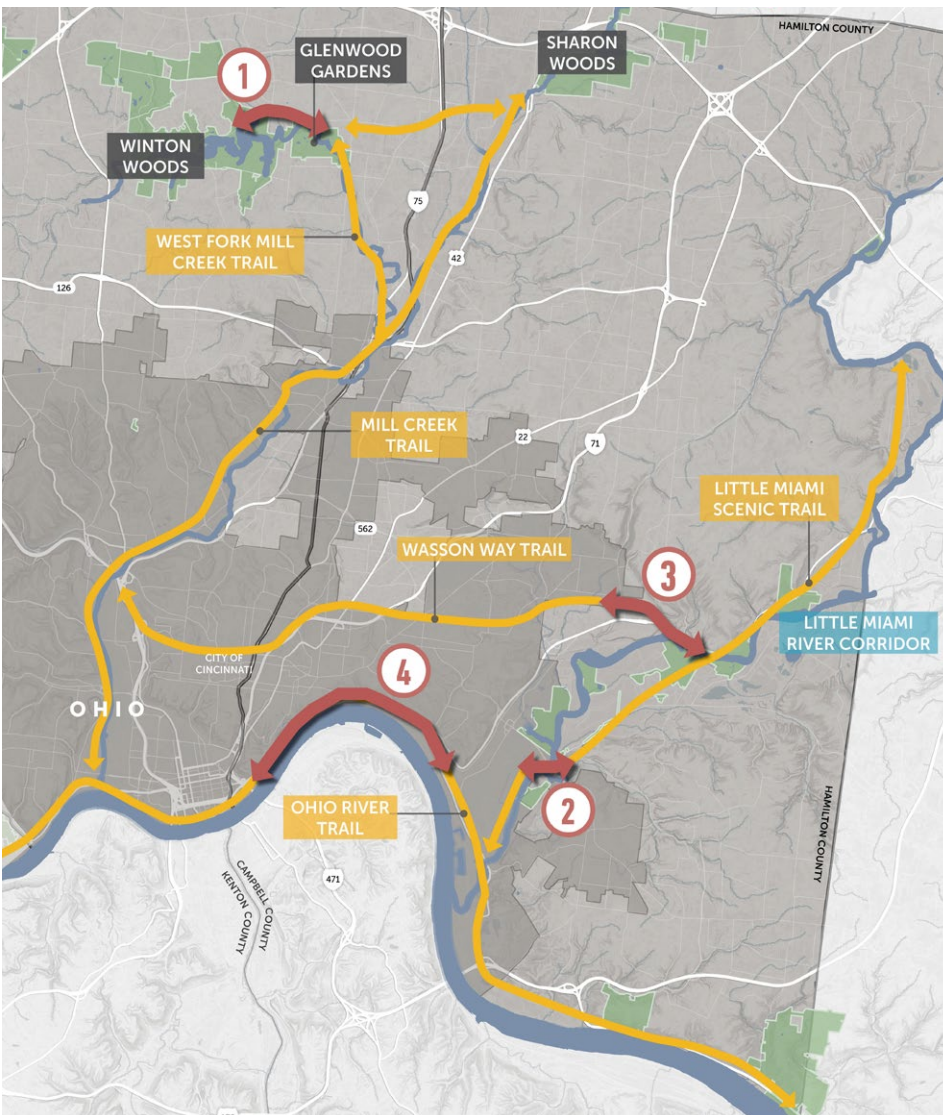 HAMILTON COUNTY
GLENWOOD
GARDENS
SHARON
WOODS
1
WINTON
WOODS
75
WEST FORK MILL
CREEK TRAIL
42
126
MILL CREEK
TRAIL
22
71
LITTLE MIAMI
SCENIC TRAIL
562
WASSON WAY TRAIL
3
LITTLE MIAMI
RIVER CORRIDOR
CITY OF
CINCINNATI
4
OHIO
2
OHIO RIVER
TRAIL
HAMILTON COUNTY
CAMPBELL COUNTY
KENTON COUNTY
471